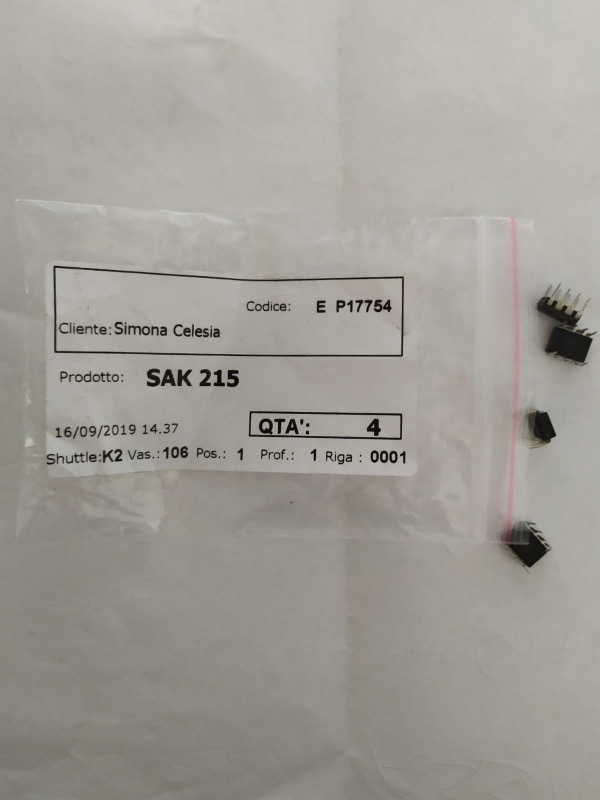 Codice: E P17754
Cliente: Simona Celesia
Prodotto: SAK 215
16/09/2019 14.37 QTA': 4
Shuttle:K2 Vas.:106 Pos.: 1 Prof.: 1 Riga : 0001